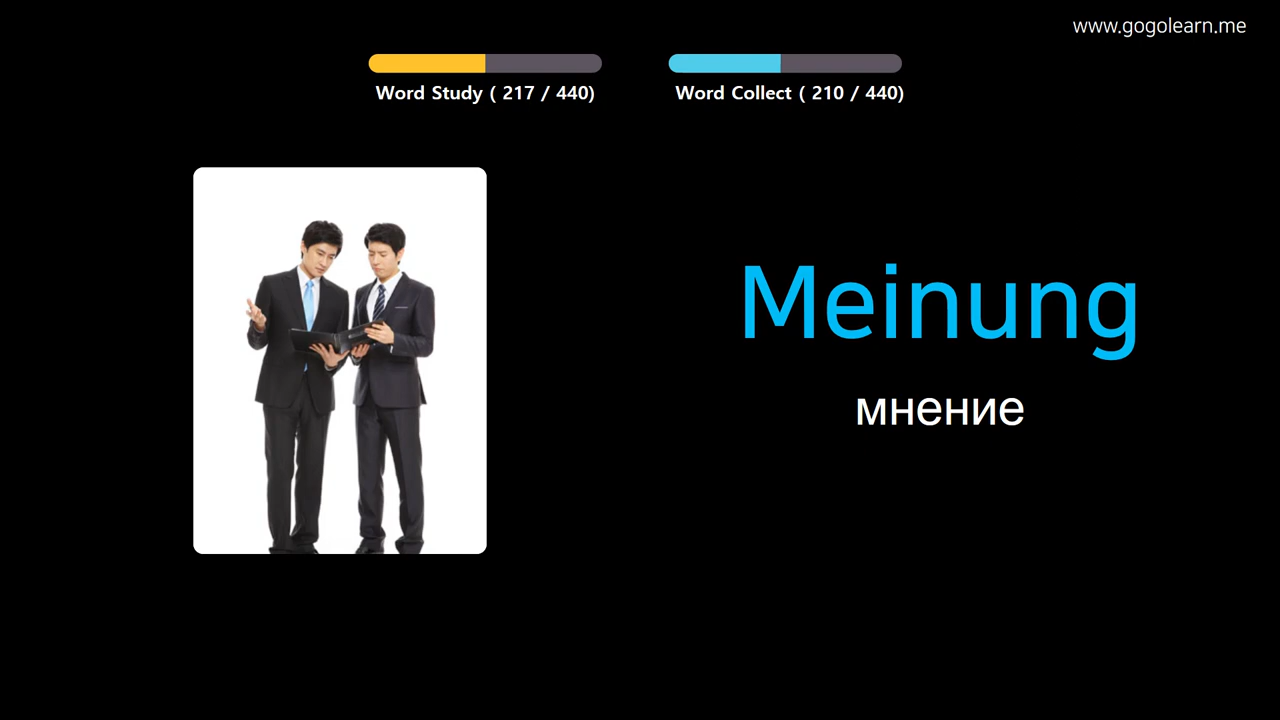 www.gogolearn.me
Word Study ( 217 / 440)
Word Collect ( 210 / 440)
Meinung
мнение